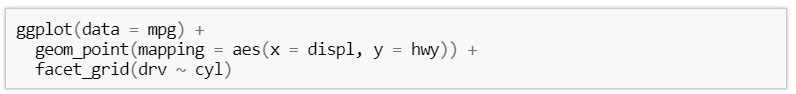 ggplot(data = mpg) +
  geom_point(mapping = aes(x = displ, y = hwy)) +
  facet_grid(drv ~ cyl)